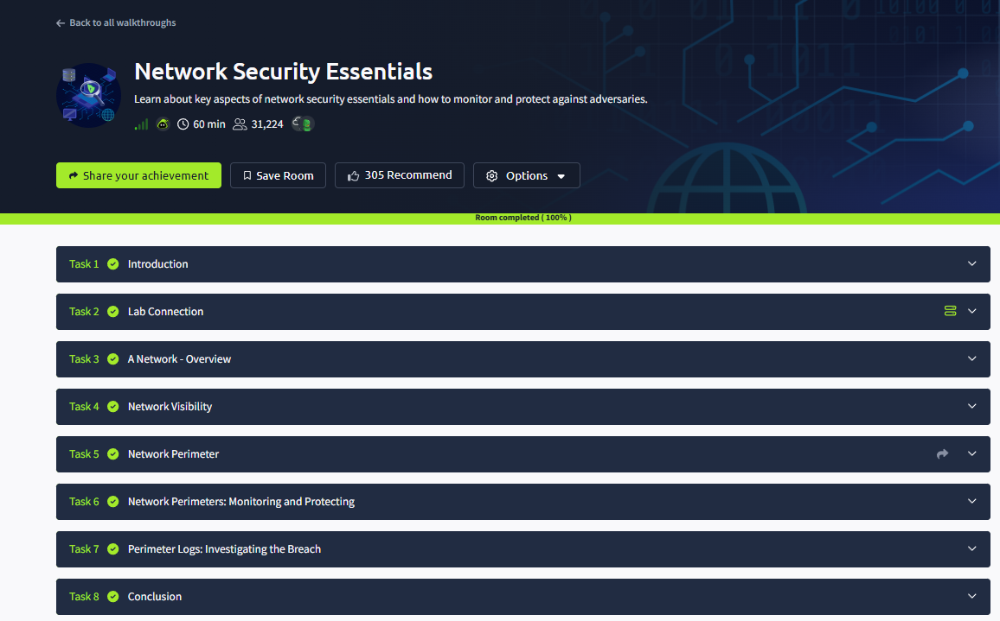 Back to all walkthroughs
Network Security Essentials
Learn about key aspects of network security essentials and how to monitor and protect against adversaries.
60 min 31,224
Share your achievement Save Room 305 Recommend Options
Room completed ( 100% )
Task 1 Introduction
Task 2 Lab Connection
Task 3 A Network - Overview
Task 4 Network Visibility
Task 5 Network Perimeter
Task 6 Network Perimeters: Monitoring and Protecting
Task 7 Perimeter Logs: Investigating the Breach
Task 8 Conclusion